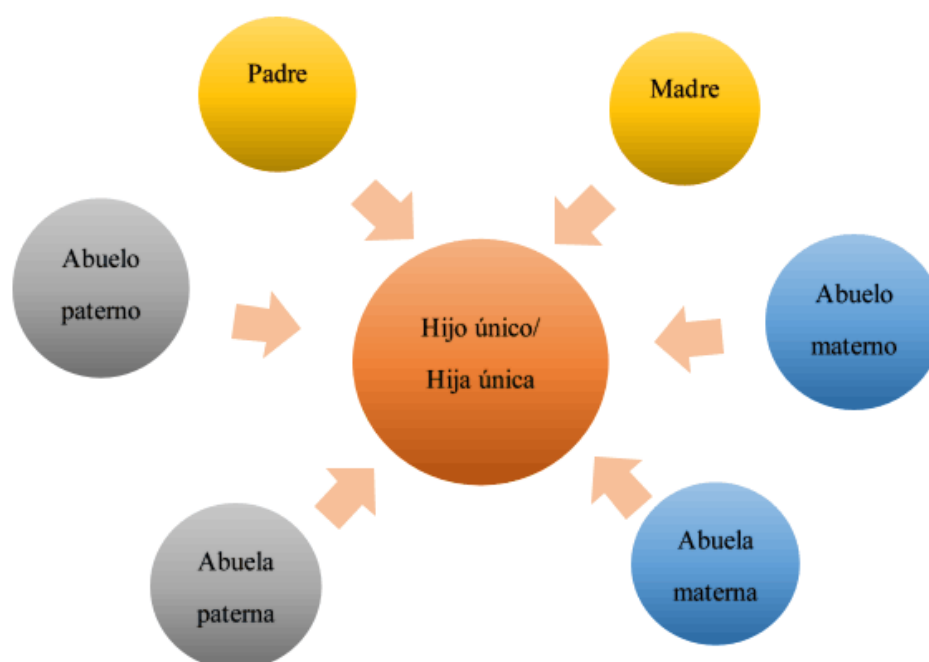 Padre
Madre
Abuelo
paterno
Hijo único/
Hija única
Abuelo
materno
Abuela
paterna
Abuela
materna